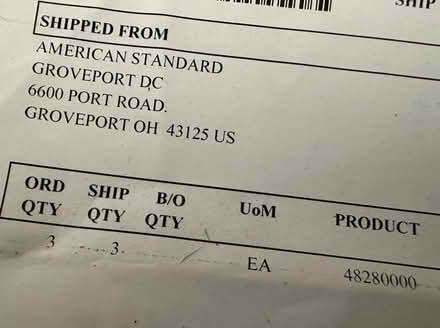 SHIP
SHIPPED FROM
AMERICAN STANDARD
GROVEPORT DC
6600 PORT ROAD.
GROVEPORT OH 43125 US
ORD QTY SHIP QTY B/O QTY UoM PRODUCT
3 3 EA 48280000